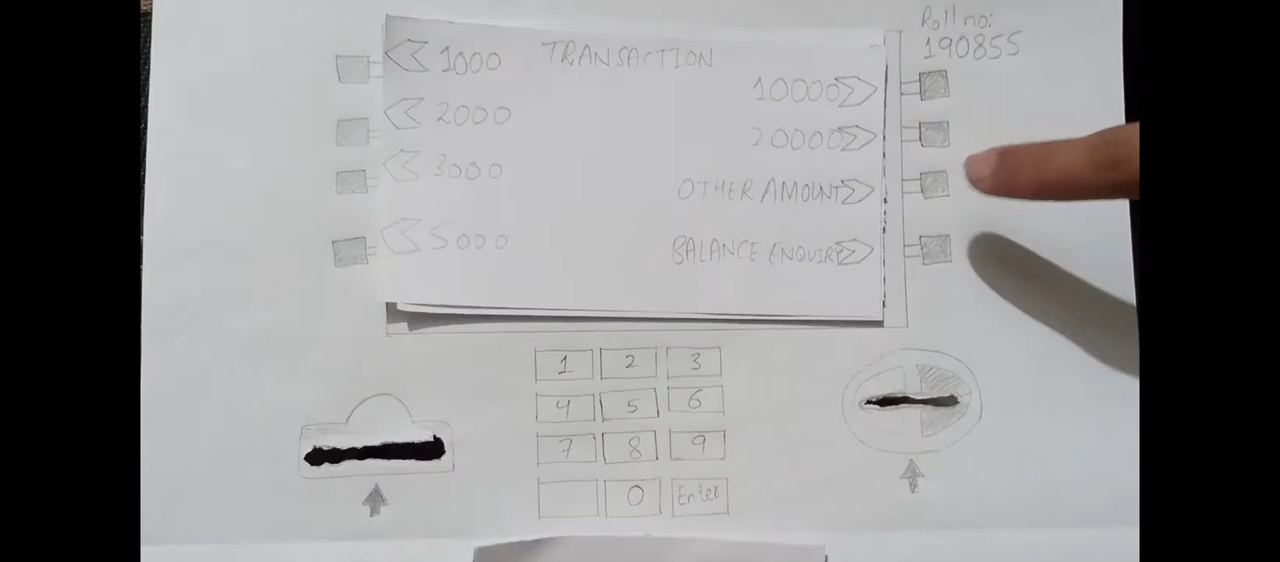 Roll no:
190855
TRANSACTION
1000
2000
3000
5000
10000
20000
OTHER AMOUNT
BALANCE ENQUIRY
1 2 3
4 5 6
7 8 9
0 Enter